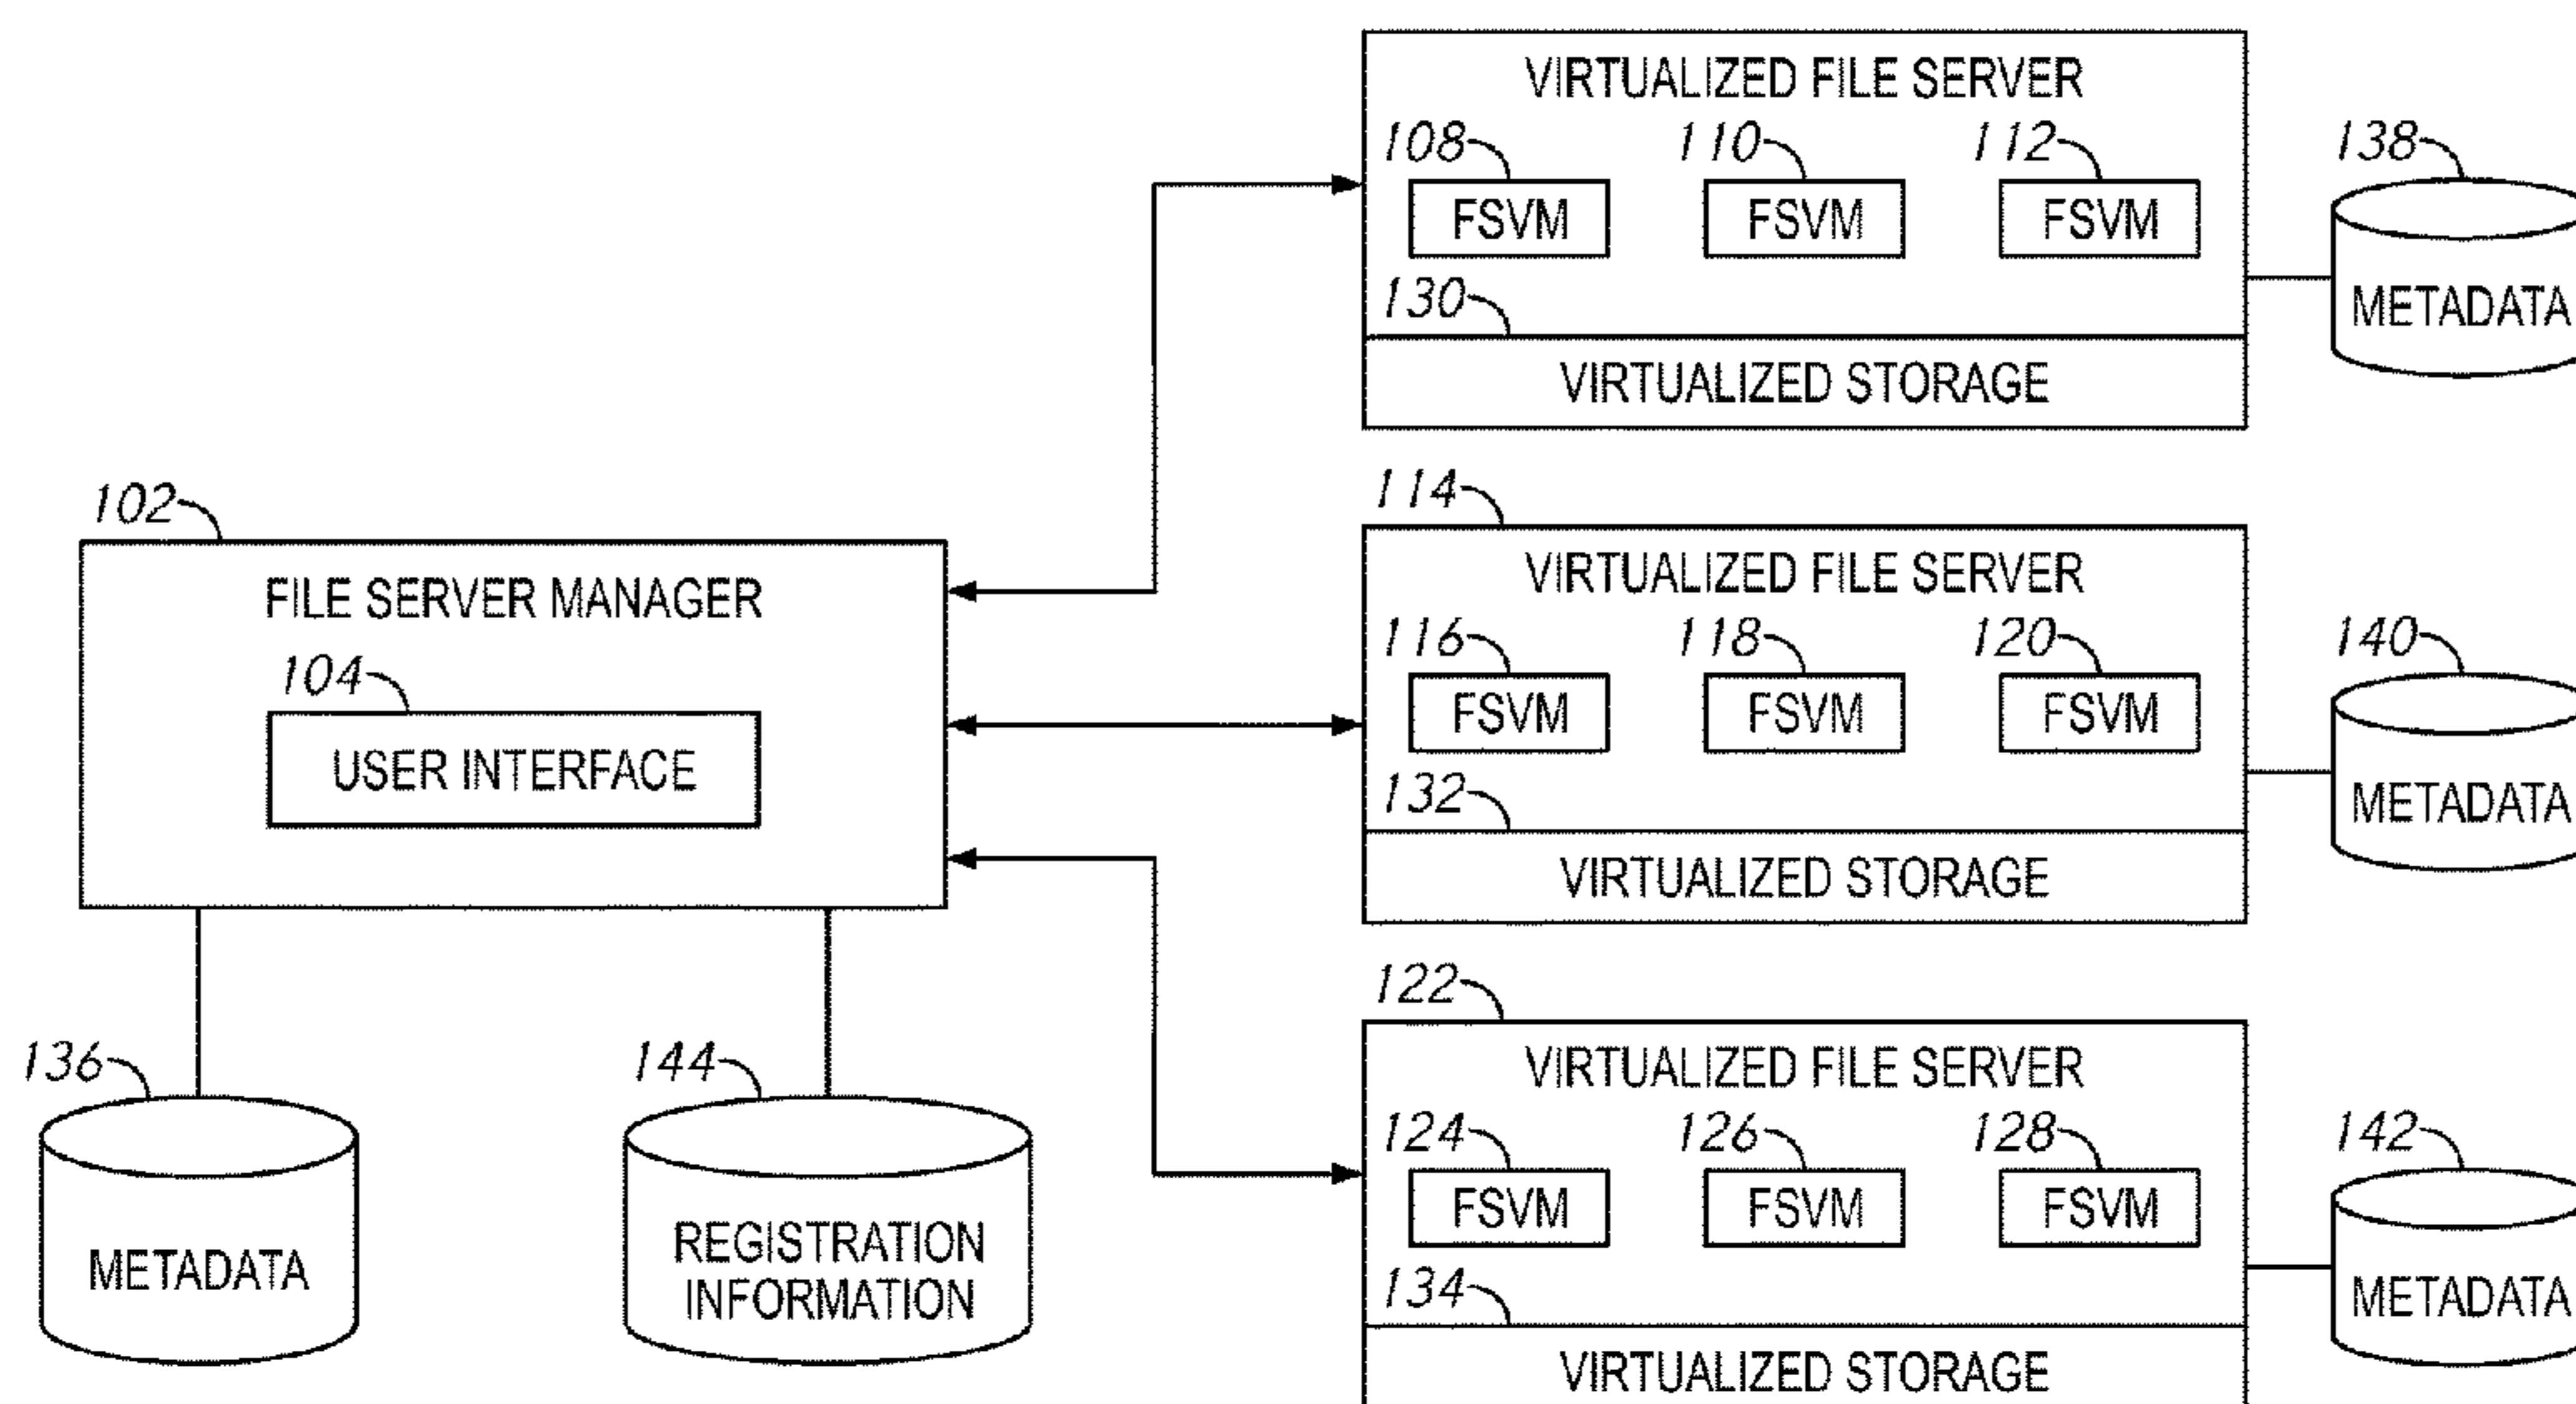 VIRTUALIZED FILE SERVER
108 110 112 138
FSVM FSVM FSVM
METADATA
130
VIRTUALIZED STORAGE
102
FILE SERVER MANAGER
104
USER INTERFACE
114
VIRTUALIZED FILE SERVER
116 118 120 140
FSVM FSVM FSVM
METADATA
132
VIRTUALIZED STORAGE
122
VIRTUALIZED FILE SERVER
124 126 128 142
FSVM FSVM FSVM
METADATA
134
VIRTUALIZED STORAGE
136
METADATA
144
REGISTRATION
INFORMATION